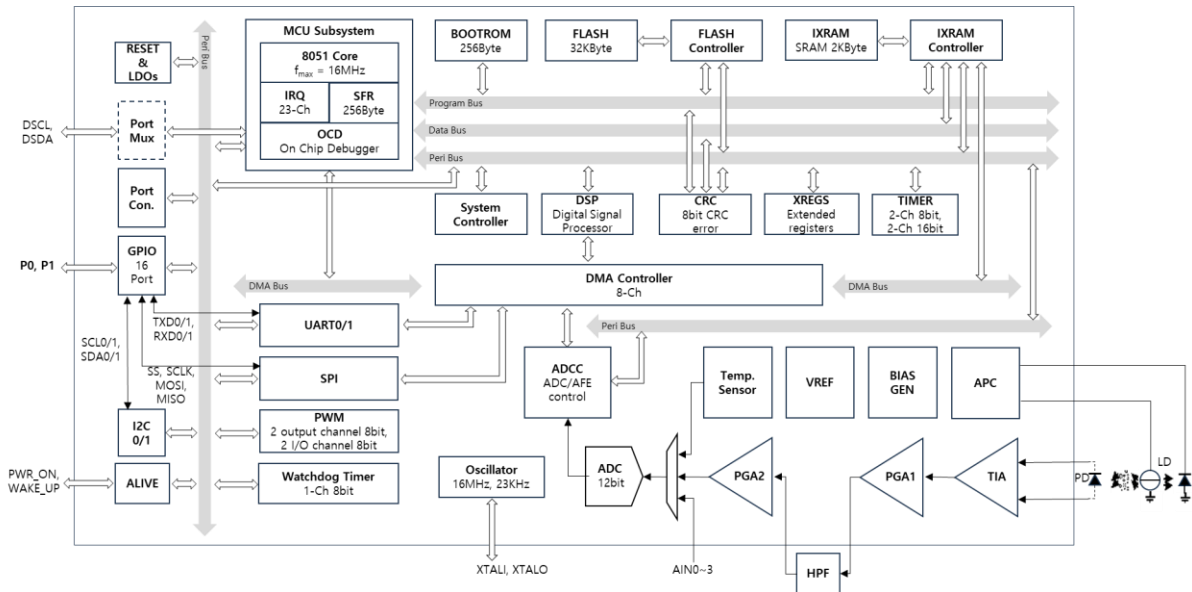 MCU Subsystem
8051 Core
fmax = 16MHz
IRQ
23-Ch
SFR
256Byte
OCD
On Chip Debugger
BOOTROM
256Byte
FLASH
32KByte
FLASH
Controller
IXRAM
SRAM 2KByte
IXRAM
Controller
RESET
&
LDOs
Peri Bus
Program Bus
Data Bus
Peri Bus
DSCL,
DSDA
Port
Mux
Port
Con.
System
Controller
DSP
Digital Signal
Processor
CRC
8bit CRC
error
XREGS
Extended
registers
TIMER
2-Ch 8bit,
2-Ch 16bit
P0, P1
GPIO
16
Port
DMA Bus
DMA Controller
8-Ch
DMA Bus
TXD0/1,
RXD0/1
UART0/1
Peri Bus
SCL0/1,
SDA0/1
SS, SCLK,
MOSI,
MISO
SPI
ADCC
ADC/AFE
control
Temp.
Sensor
VREF
BIAS
GEN
APC
I2C
0/1
PWM
2 output channel 8bit,
2 I/O channel 8bit
PWR_ON,
WAKE_UP
ALIVE
Watchdog Timer
1-Ch 8bit
Oscillator
16MHz, 23KHz
ADC
12bit
PGA2
PGA1
TIA
PD
LD
XTALI, XTALO
AIN0~3
HPF